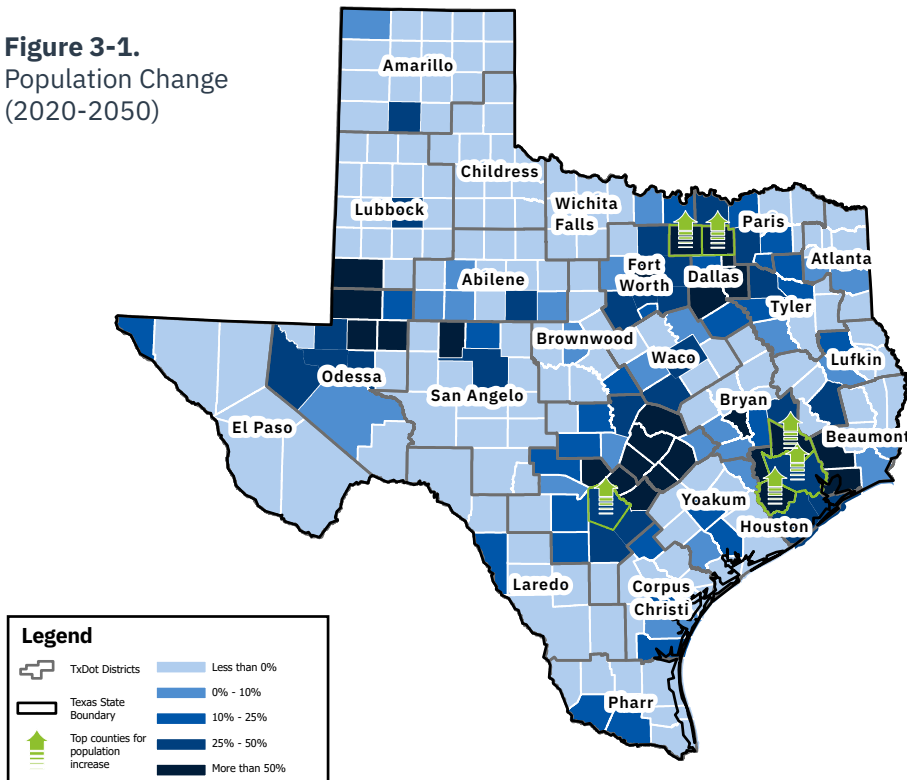 Figure 3-1.
Population Change
(2020-2050)
Amarillo
Childress
Lubbock
Wichita
Falls
Paris
Atlanta
Fort
Worth
Dallas
Abilene
Tyler
Brownwood
Waco
Lufkin
Odessa
San Angelo
Bryan
El Paso
Beaumont
Yoakum
Houston
Laredo
Corpus
Christi
Pharr
Legend
TxDot Districts
Texas State
Boundary
Top counties for
population
increase
Less than 0%
0% - 10%
10% - 25%
25% - 50%
More than 50%